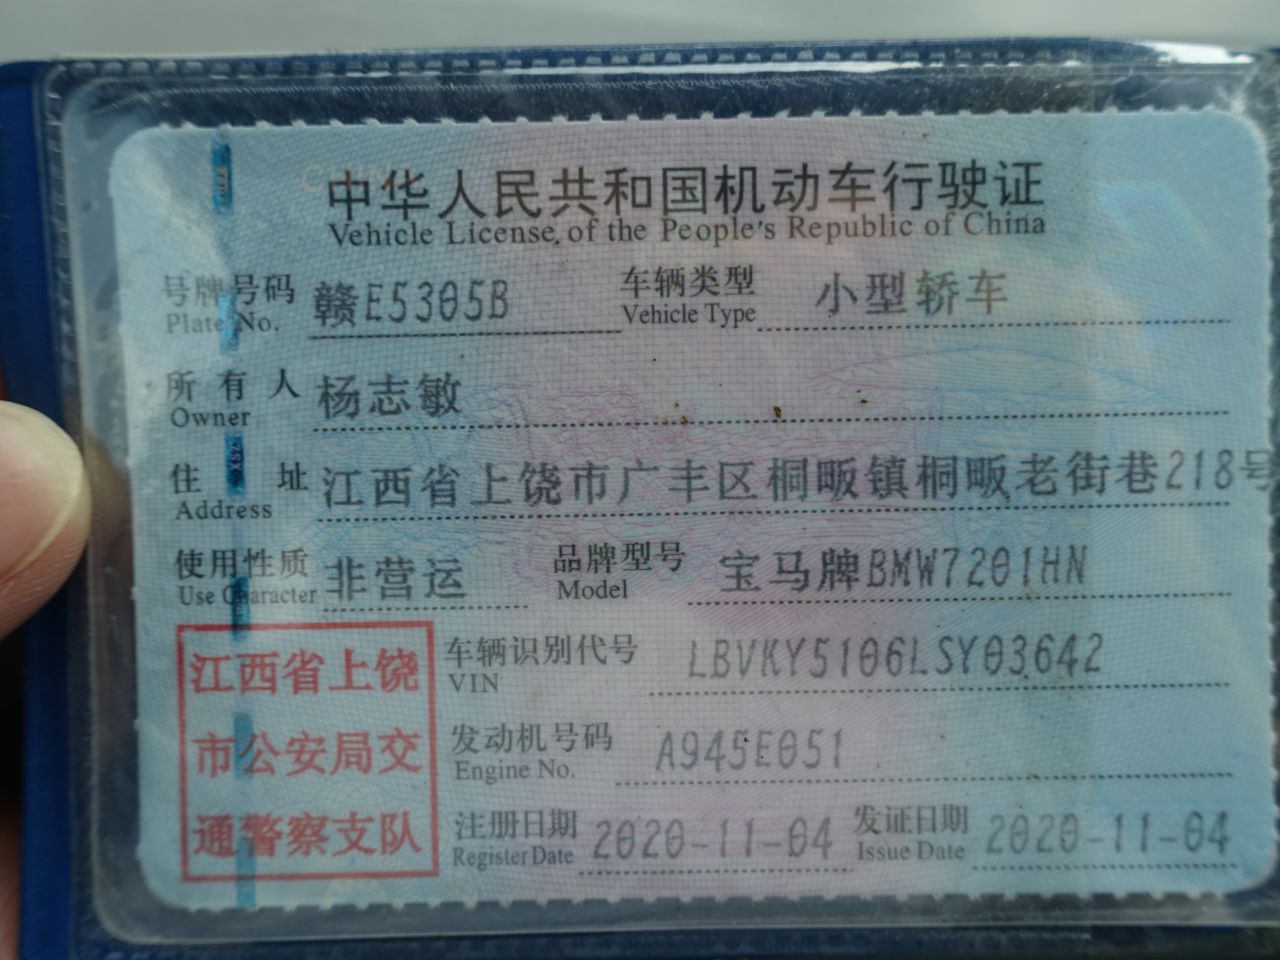 中华人民共和国机动车行驶证
Vehicle License of the People's Republic of China
号牌号码 赣E5305B 车辆类型 小型轿车
Plate No. Vehicle Type
所有人 杨志敏
Owner
住址 江西省上饶市广丰区桐畈镇桐畈老街巷218号
Address
使用性质 非营运 品牌型号 宝马牌BMW7201HN
Use Character Model
江西省上饶
市公安局交
通警察支队
车辆识别代号 LBVKY5106LSY03642
VIN
发动机号码 A945E051
Engine No.
注册日期 2020-11-04 发证日期 2020-11-04
Register Date Issue Date